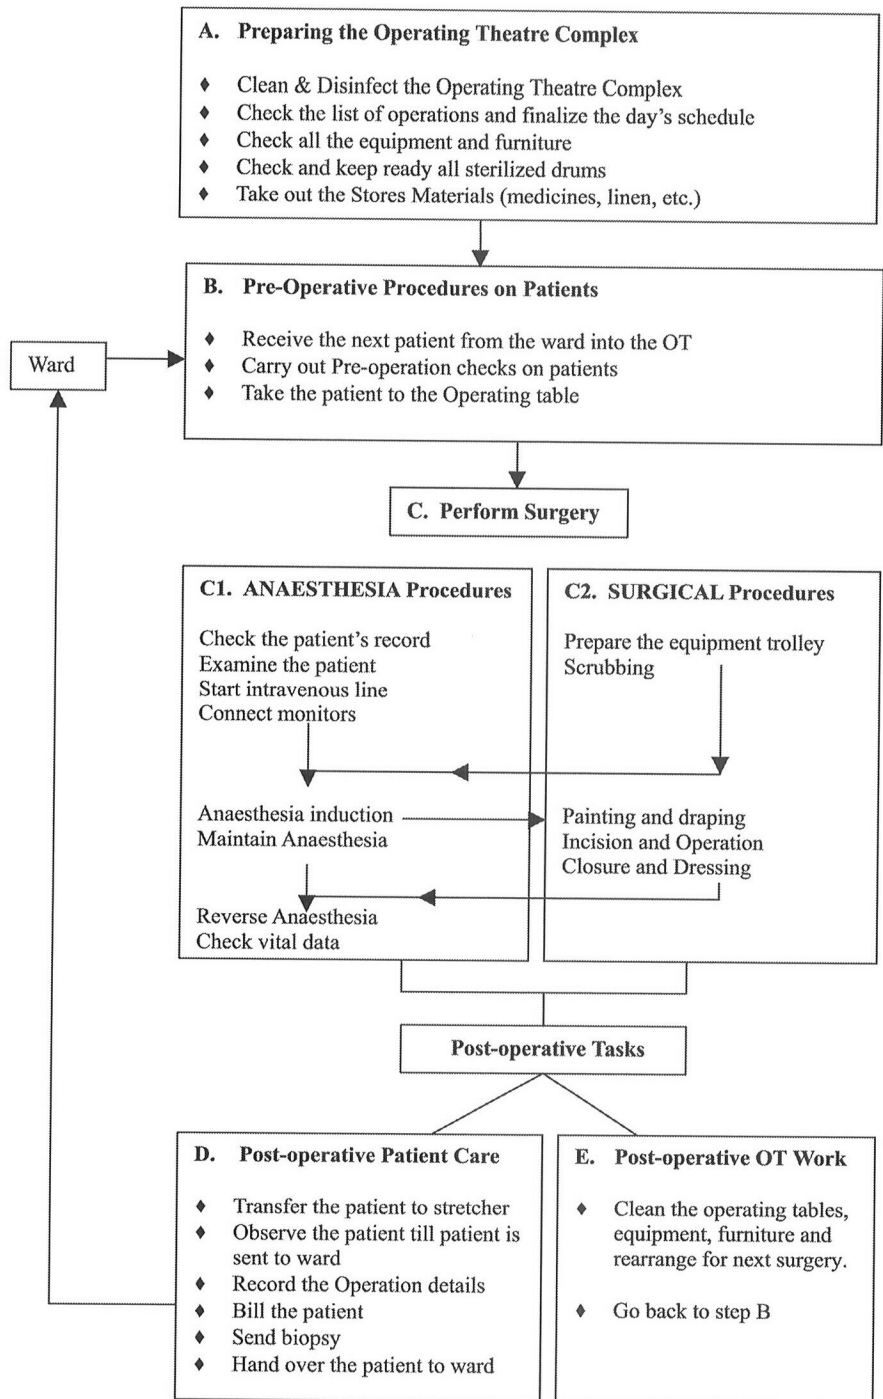 A. Preparing the Operating Theatre Complex
♦ Clean & Disinfect the Operating Theatre Complex
♦ Check the list of operations and finalize the day's schedule
♦ Check all the equipment and furniture
♦ Check and keep ready all sterilized drums
♦ Take out the Stores Materials (medicines, linen, etc.)
B. Pre-Operative Procedures on Patients
♦ Receive the next patient from the ward into the OT
♦ Carry out Pre-operation checks on patients
♦ Take the patient to the Operating table
Ward
C. Perform Surgery
C1. ANAESTHESIA Procedures
Check the patient's record
Examine the patient
Start intravenous line
Connect monitors
Anaesthesia induction
Maintain Anaesthesia
Reverse Anaesthesia
Check vital data
C2. SURGICAL Procedures
Prepare the equipment trolley
Scrubbing
Painting and draping
Incision and Operation
Closure and Dressing
Post-operative Tasks
D. Post-operative Patient Care
♦ Transfer the patient to stretcher
♦ Observe the patient till patient is
sent to ward
♦ Record the Operation details
♦ Bill the patient
♦ Send biopsy
♦ Hand over the patient to ward
E. Post-operative OT Work
♦ Clean the operating tables,
equipment, furniture and
rearrange for next surgery.
♦ Go back to step B